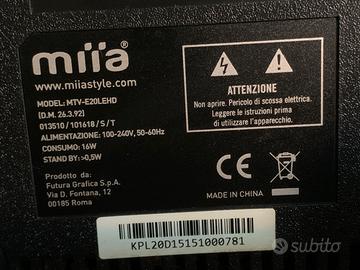 miia
www.miiastyle.com
MODEL: MTV-E20LEHD
(D.M. 26.3.92)
013510 / 101618 / S / T
ALIMENTAZIONE: 100-240V, 50-60Hz
CONSUMO: 16W
STAND BY: >0,5W
Prodotto da:
Futura Grafica S.p.A.
Via D. Fontana, 12
00185 Roma
ATTENZIONE
Non aprire. Pericolo di scossa elettrica.
Leggere le istruzioni prima
di utilizzare l'apparecchio.
CE
MADE IN CHINA
KPL20D15151000781
subito